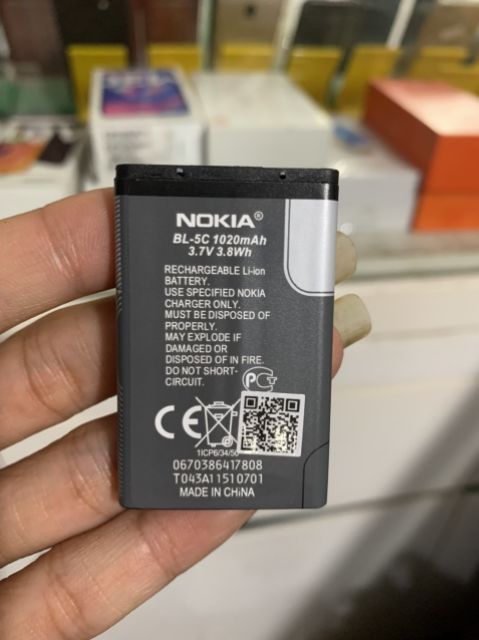 NOKIA®
BL-5C 1020mAh
3.7V 3.8Wh
RECHARGEABLE Li-ion
BATTERY.
USE SPECIFIED NOKIA
CHARGER ONLY.
MUST BE DISPOSED OF
PROPERLY.
MAY EXPLODE IF
DAMAGED OR
DISPOSED OF IN FIRE.
DO NOT SHORT-
CIRCUIT.
CE
1ICP6/34/50
0670386417808
T043A11510701
MADE IN CHINA